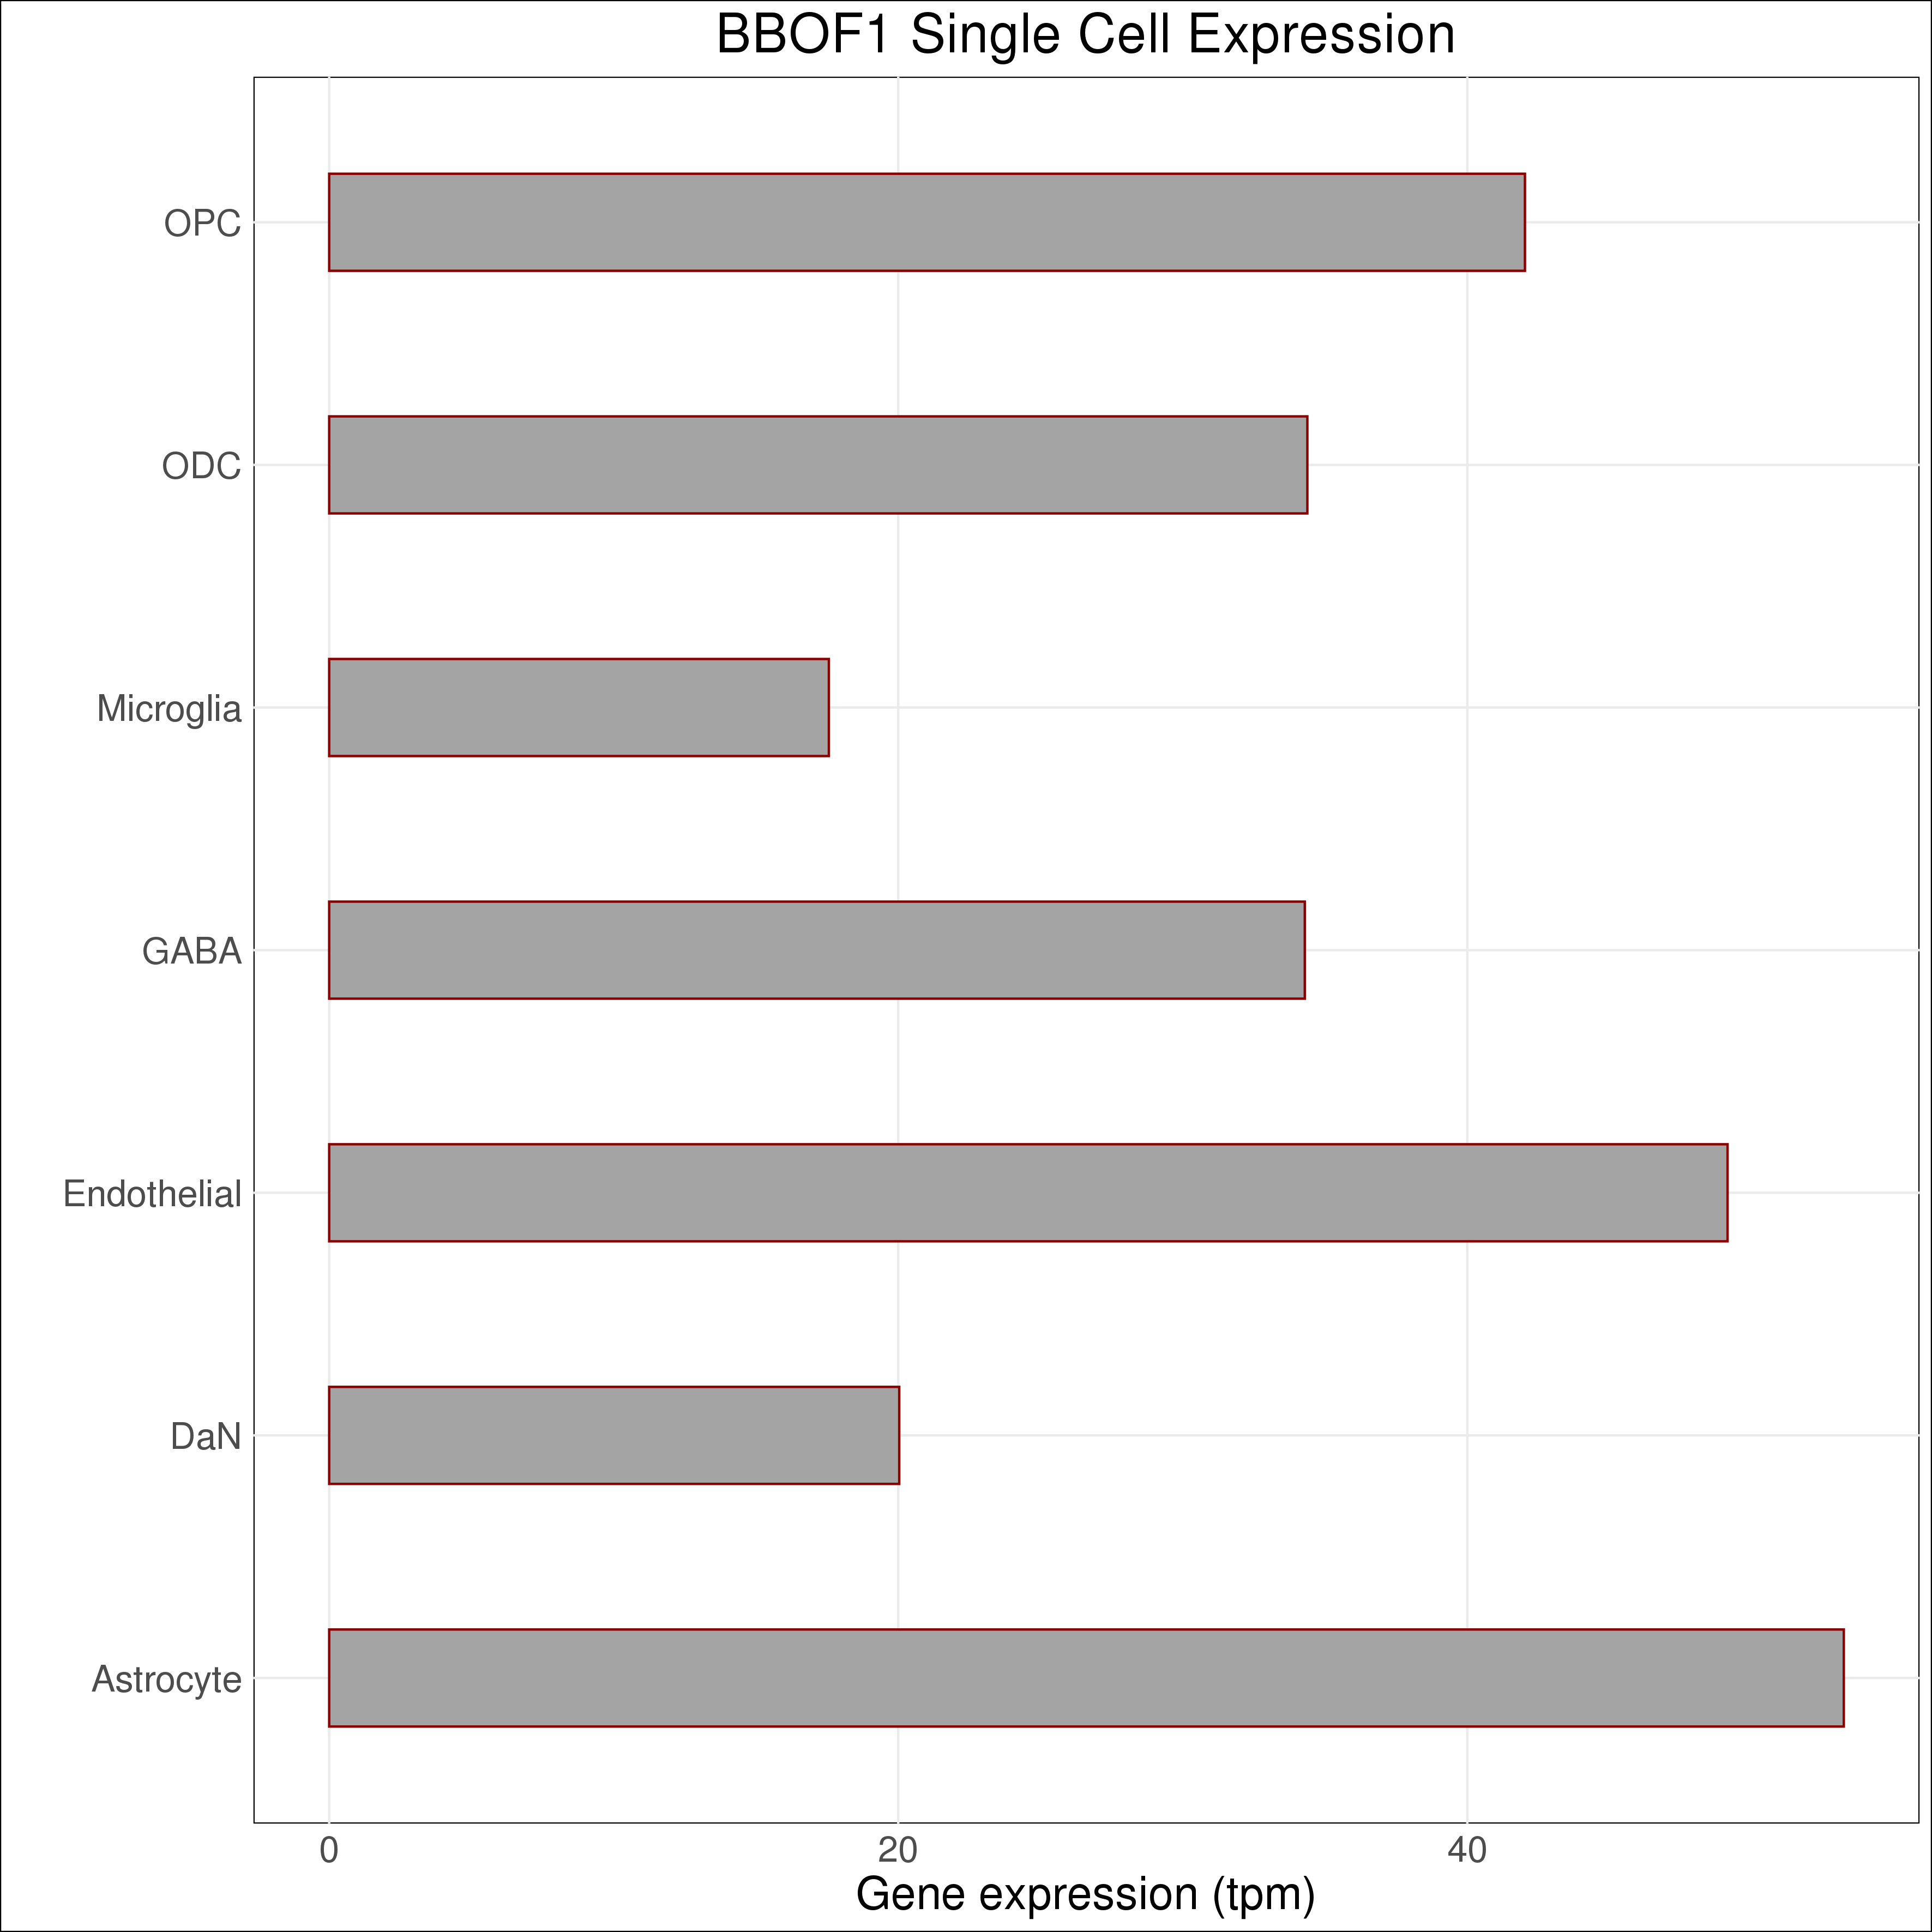 BBOF1 Single Cell Expression
OPC
ODC
Microglia
GABA
Endothelial
DaN
Astrocyte
0 20 40
Gene expression (tpm)